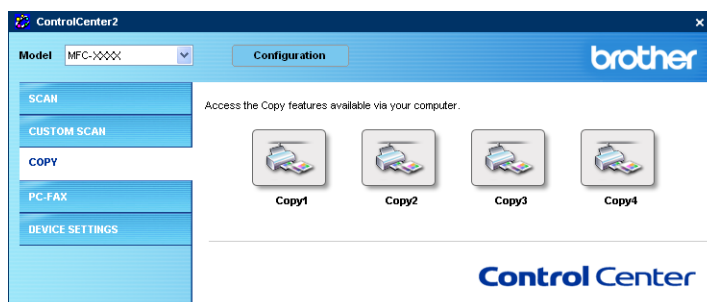 ControlCenter2
Model MFC-XXXX Configuration brother
SCAN
CUSTOM SCAN
COPY
PC-FAX
DEVICE SETTINGS
Access the Copy features available via your computer.
Copy1 Copy2 Copy3 Copy4
Control Center